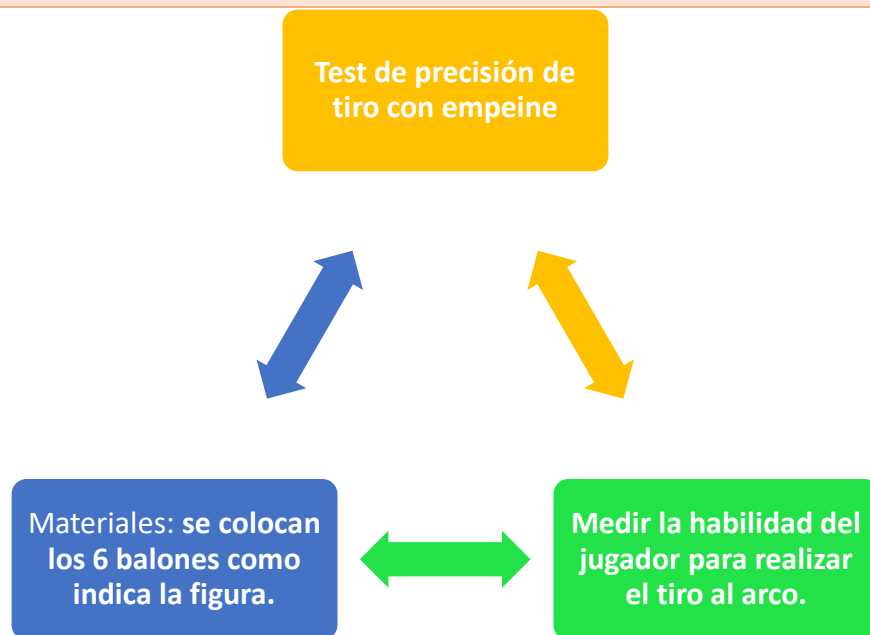 Test de precisión de
tiro con empeine
Materiales: se colocan
los 6 balones como
indica la figura.
Medir la habilidad del
jugador para realizar
el tiro al arco.